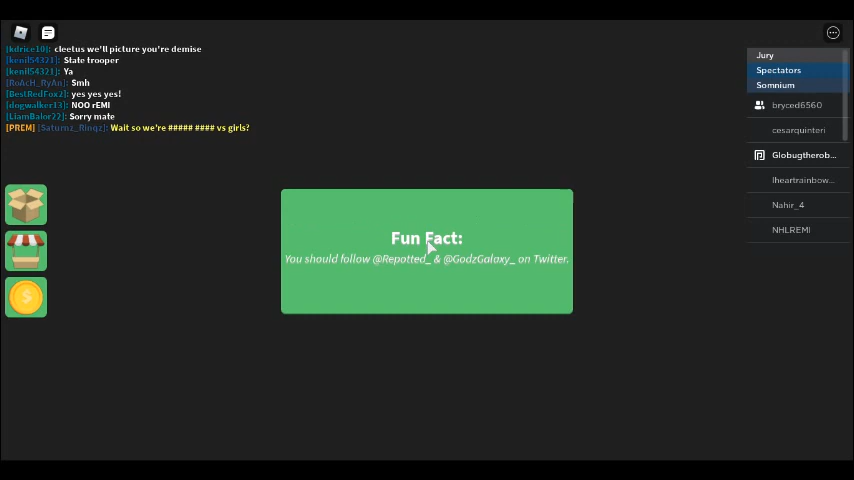 [kdrice10]: cleetus we'll picture you're demise
[kenil54321]: State trooper
[kenil54321]: Ya
[RoAcH_RyAn]: Smh
[BestRedFox2]: yes yes yes!
[dogwalker13]: NOO rEMI
[LiamBalor22]: Sorry mate
[PREM] [Saturnz_Rinqz]: Wait so we're ##### #### vs girls?
Fun Fact:
You should follow @Repotted_ & @GodzGalaxy_ on Twitter.
Jury
Spectators
Somnium
bryced6560
cesarquinteri
Globugtherob...
lheartrainbow...
Nahir_4
NHLREMI